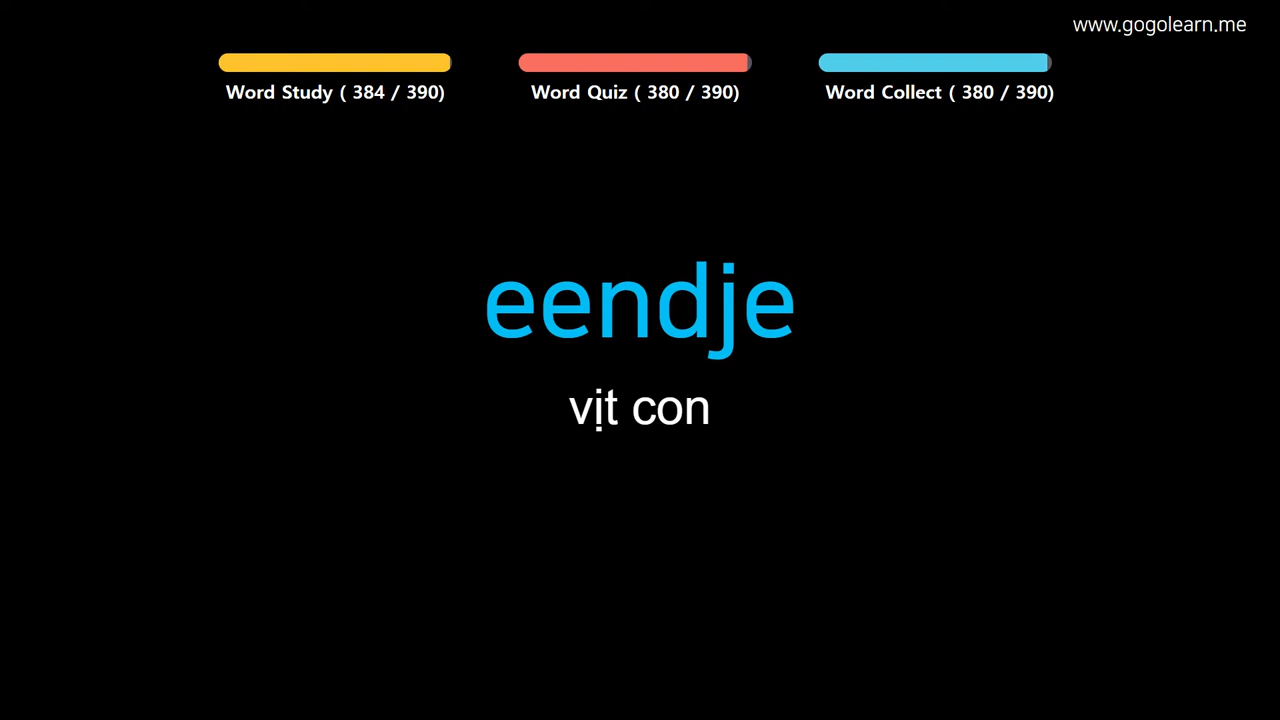 www.gogolearn.me
Word Study ( 384 / 390)
Word Quiz ( 380 / 390)
Word Collect ( 380 / 390)
eendje
vịt con